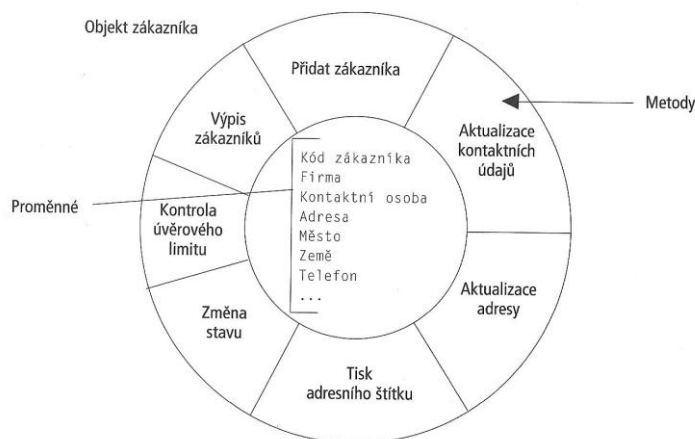 Objekt zákazníka
Přidat zákazníka
Metody
Aktualizace
kontaktních
údajů
Výpis
zákazníků
Kód zákazníka
Firma
Kontaktní osoba
Adresa
Město
Země
Telefon
...
Proměnné
Kontrola
úvěrového
limitu
Aktualizace
adresy
Změna
stavu
Tisk
adresního štítku